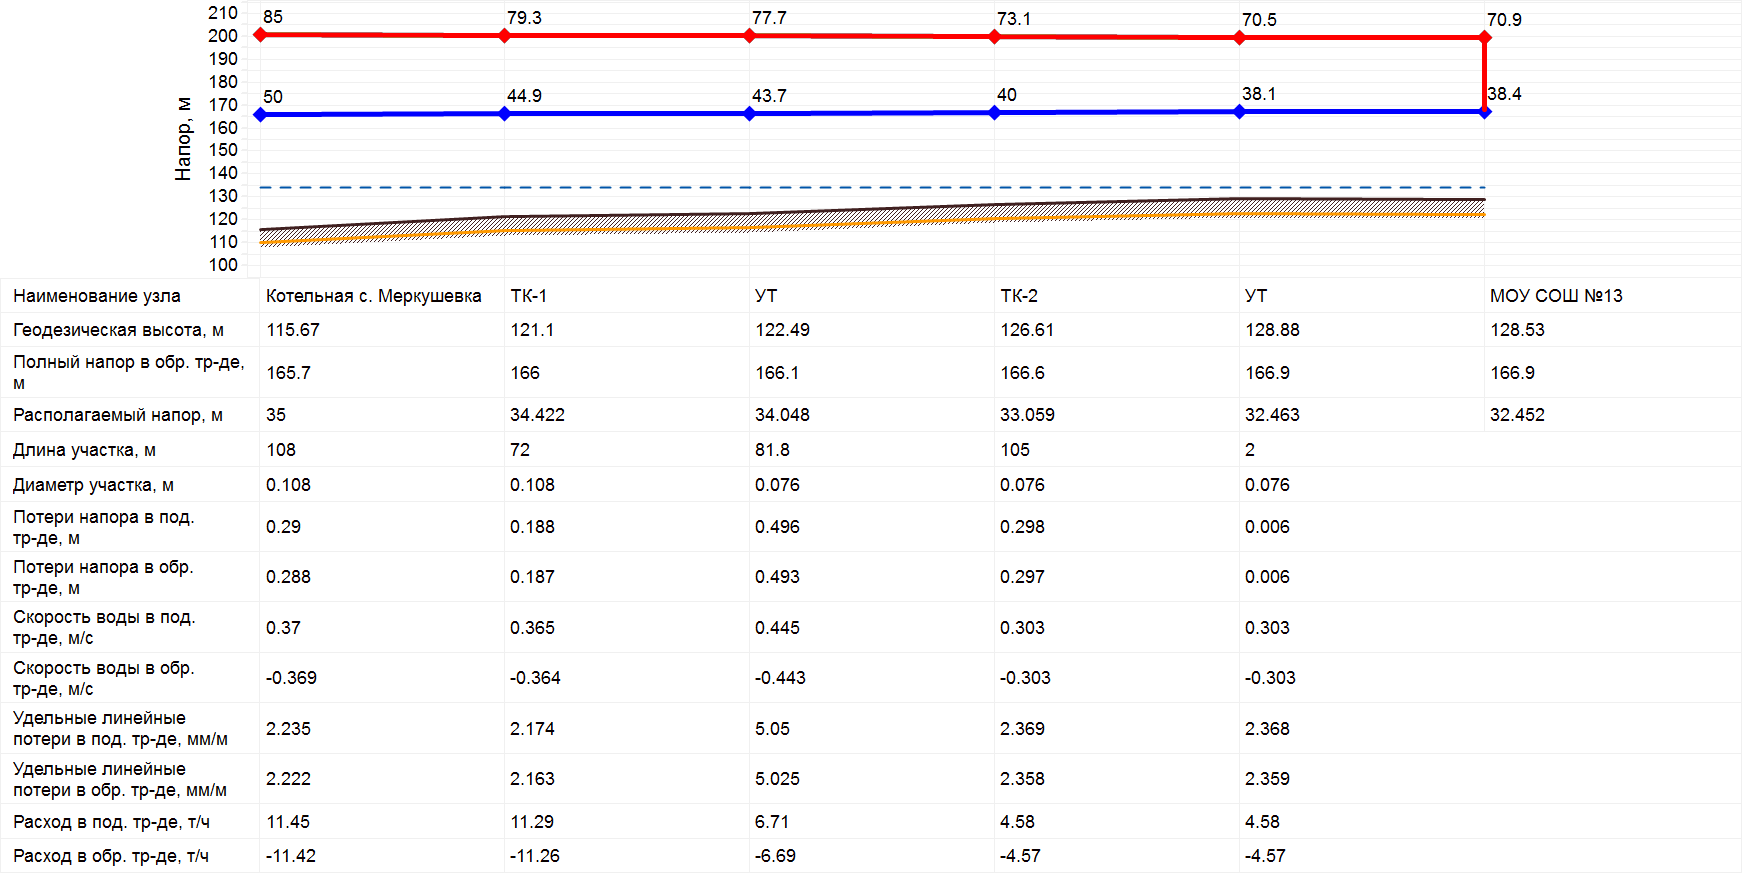 210
200
190
180
170
160
150
140
130
120
110
100
Напор, м
85
79.3
77.7
73.1
70.5
70.9
50
44.9
43.7
40
38.1
38.4
Наименование узла Котельная с. Меркушевка ТК-1 УТ ТК-2 УТ МОУ СОШ №13
Геодезическая высота, м 115.67 121.1 122.49 126.61 128.88 128.53
Полный напор в обр. тр-де,
м 165.7 166 166.1 166.6 166.9 166.9
Располагаемый напор, м 35 34.422 34.048 33.059 32.463 32.452
Длина участка, м 108 72 81.8 105 2
Диаметр участка, м 0.108 0.108 0.076 0.076 0.076
Потери напора в под.
тр-де, м 0.29 0.188 0.496 0.298 0.006
Потери напора в обр.
тр-де, м 0.288 0.187 0.493 0.297 0.006
Скорость воды в под.
тр-де, м/с 0.37 0.365 0.445 0.303 0.303
Скорость воды в обр.
тр-де, м/с -0.369 -0.364 -0.443 -0.303 -0.303
Удельные линейные
потери в под. тр-де, мм/м 2.235 2.174 5.05 2.369 2.368
Удельные линейные
потери в обр. тр-де, мм/м 2.222 2.163 5.025 2.358 2.359
Расход в под. тр-де, т/ч 11.45 11.29 6.71 4.58 4.58
Расход в обр. тр-де, т/ч -11.42 -11.26 -6.69 -4.57 -4.57